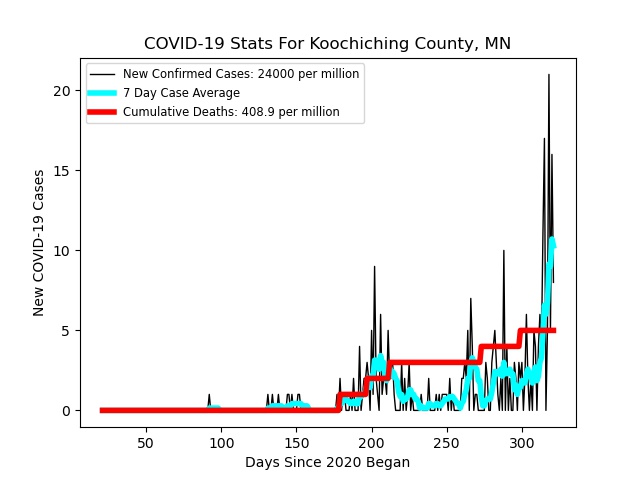 COVID-19 Stats For Koochiching County, MN
New Confirmed Cases: 24000 per million
7 Day Case Average
Cumulative Deaths: 408.9 per million
New COVID-19 Cases
20
15
10
5
0
50 100 150 200 250 300
Days Since 2020 Began